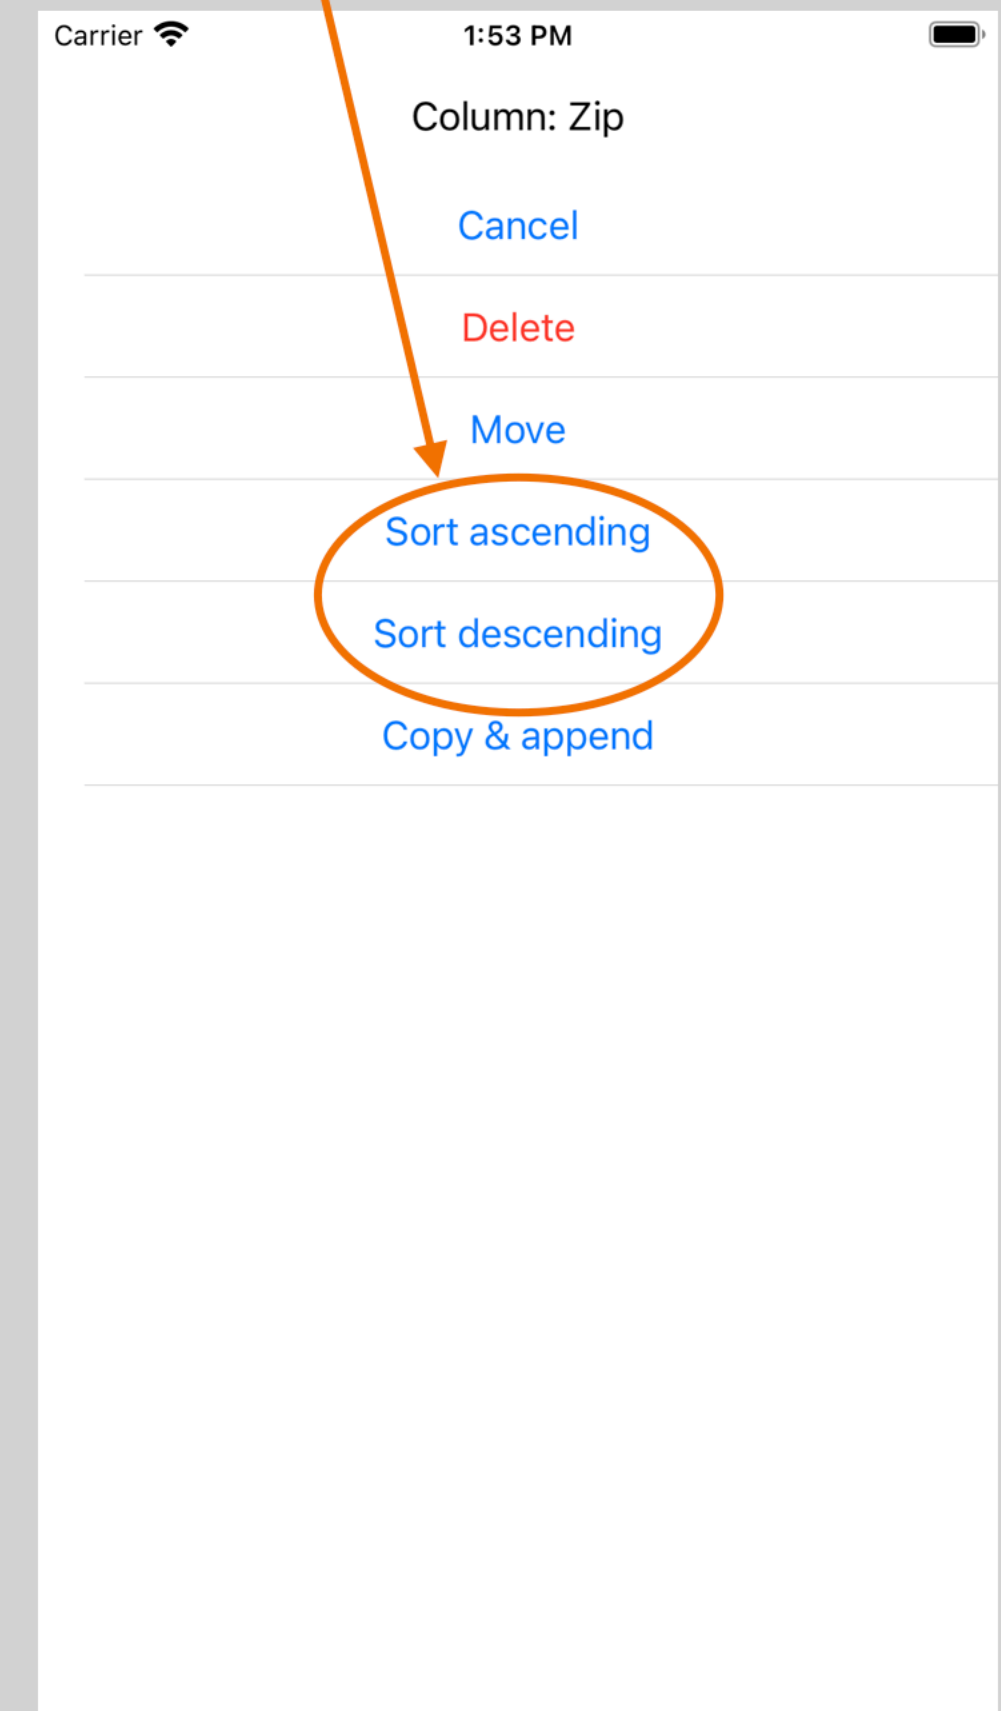 Carrier
1:53 PM
Column: Zip
Cancel
Delete
Move
Sort ascending
Sort descending
Copy & append